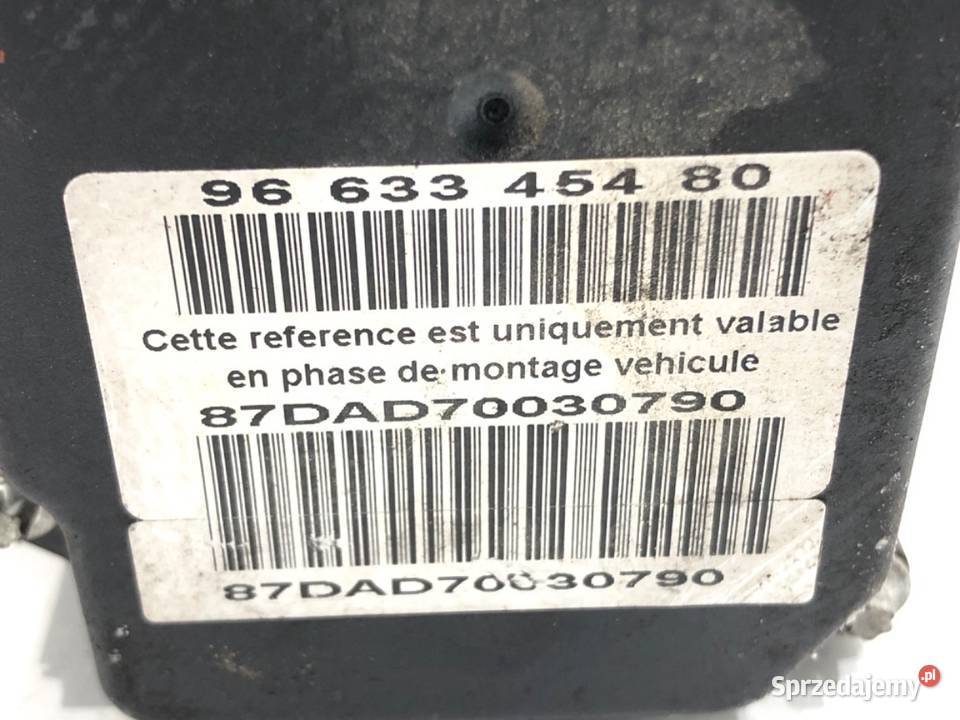 96 633 454 80
Cette reference est uniquement valable
en phase de montage vehicule
87DAD70030790
87DAD70030790
Sprzedajemy.pl